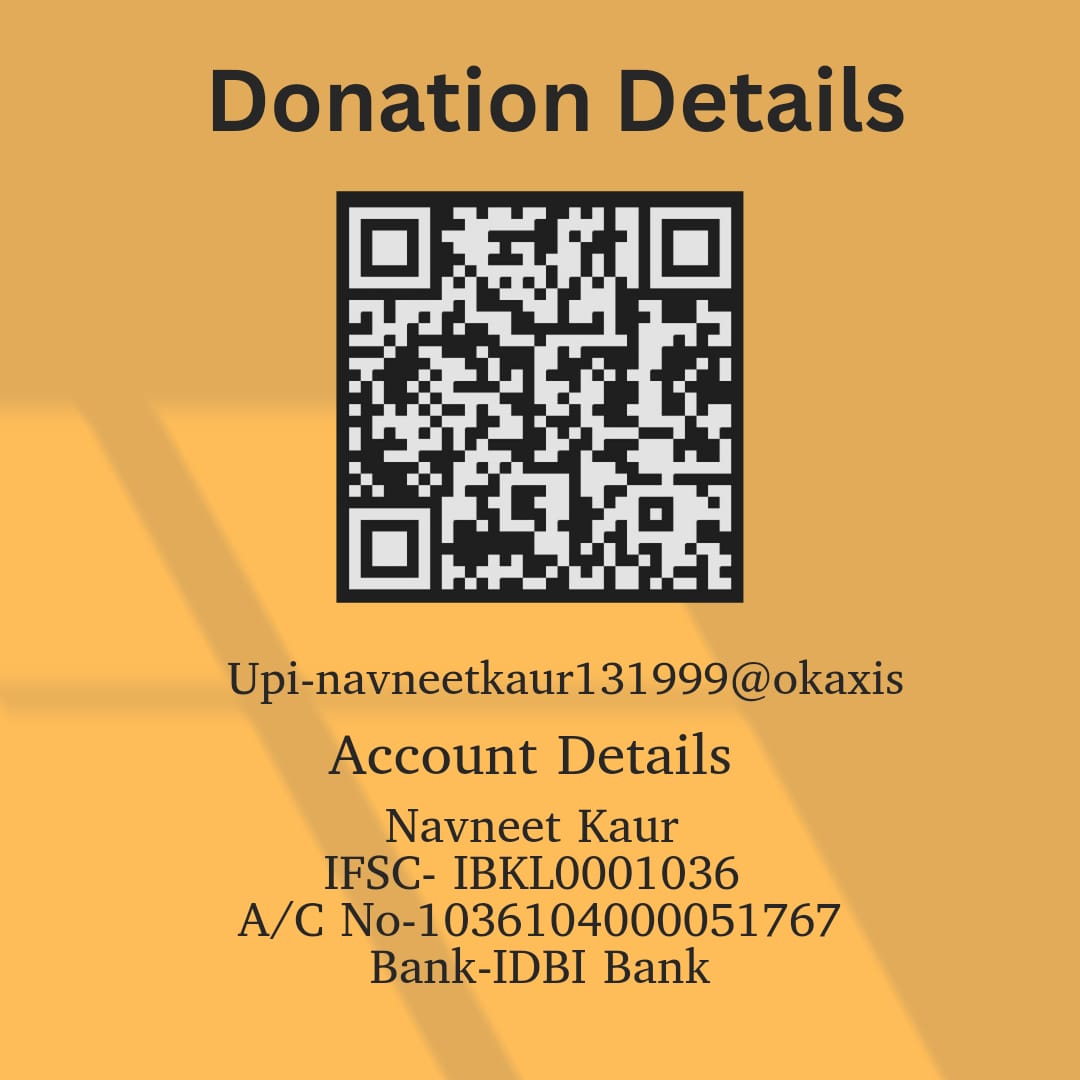 Donation Details
Upi-navneetkaur131999@okaxis
Account Details
Navneet Kaur
IFSC- IBKL0001036
A/C No-1036104000051767
Bank-IDBI Bank